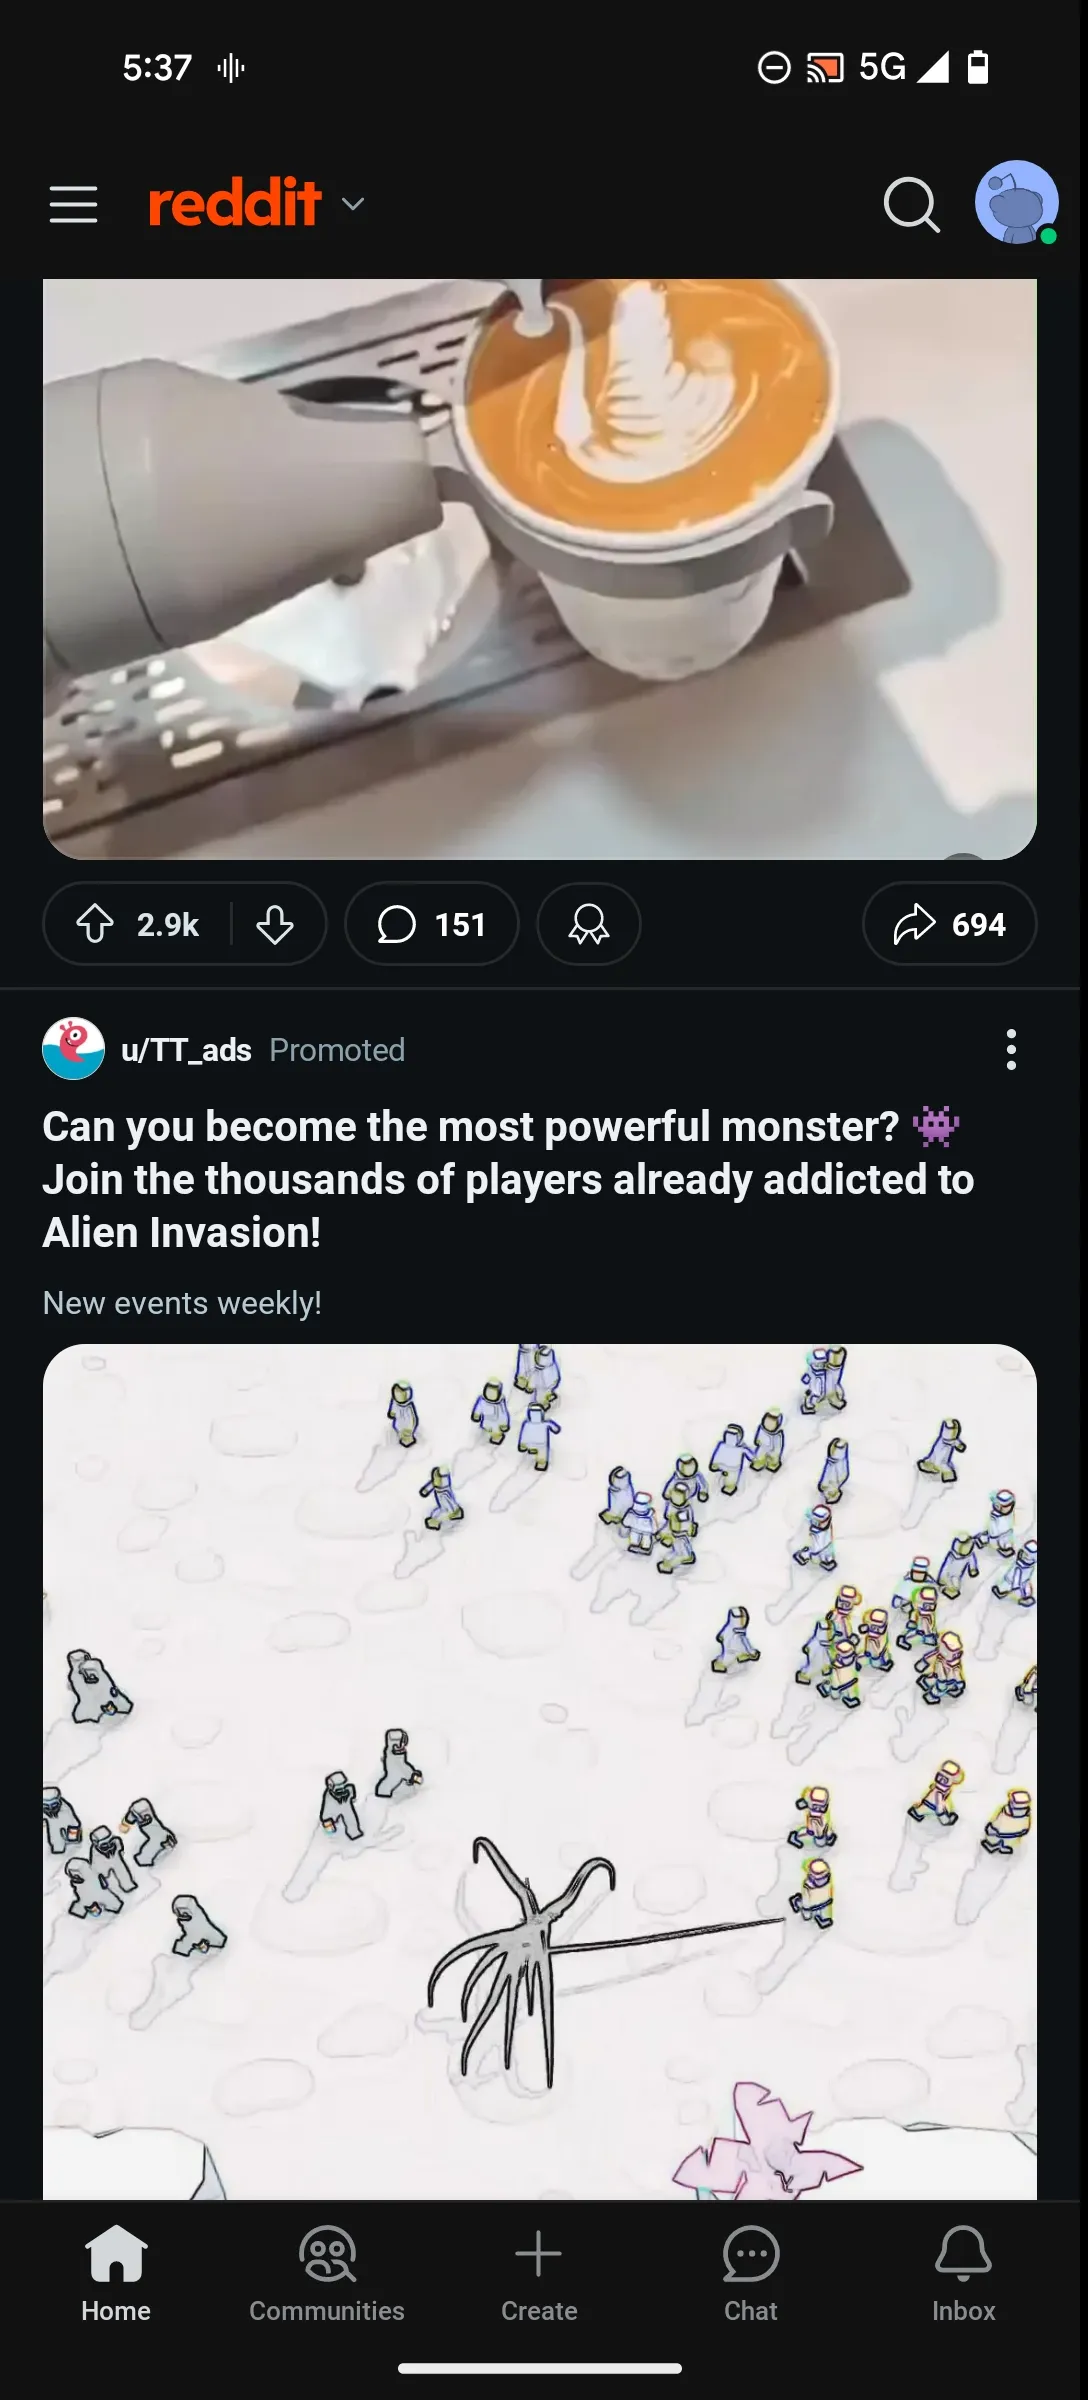 5:37
5G
reddit
2.9k
151
694
u/TT_ads Promoted
Can you become the most powerful monster? 👾
Join the thousands of players already addicted to
Alien Invasion!
New events weekly!
Home
Communities
Create
Chat
Inbox